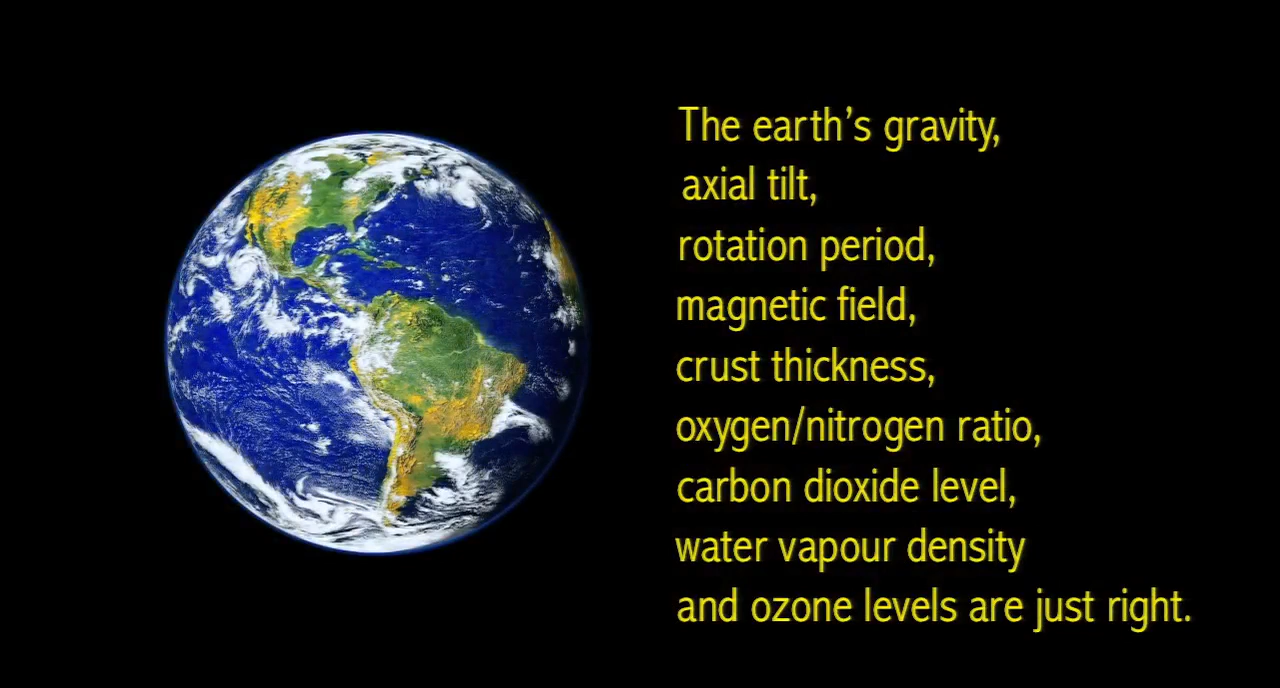 The earth’s gravity,
axial tilt,
rotation period,
magnetic field,
crust thickness,
oxygen/nitrogen ratio,
carbon dioxide level,
water vapour density
and ozone levels are just right.